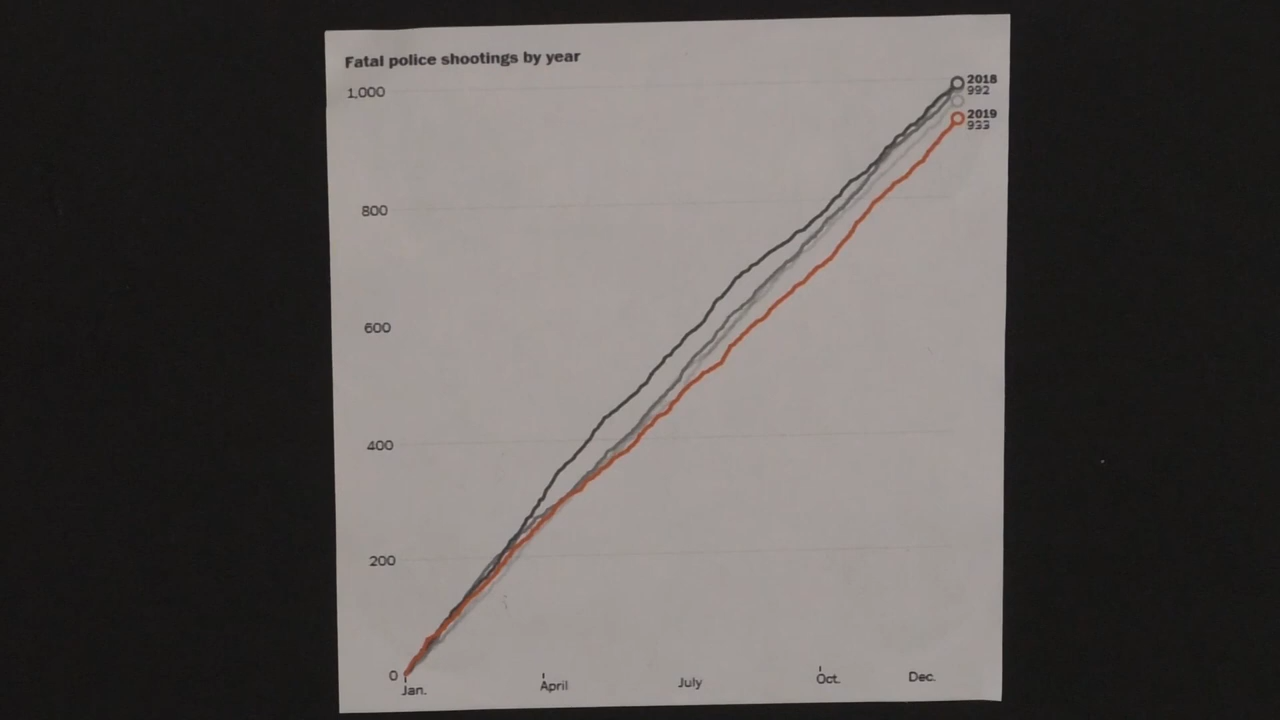 Fatal police shootings by year
1,000
2018
992
2019
933
800
600
400
200
0
Jan.
April
July
Oct.
Dec.